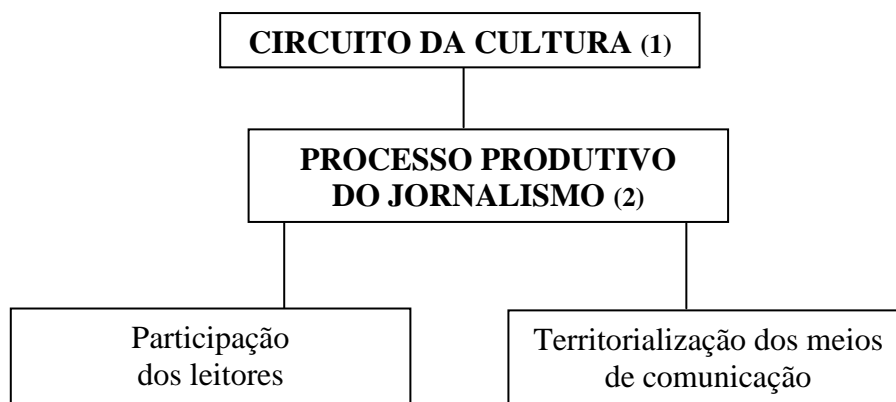 CIRCUITO DA CULTURA (1)
PROCESSO PRODUTIVO
DO JORNALISMO (2)
Participação
dos leitores
Territorialização dos meios
de comunicação